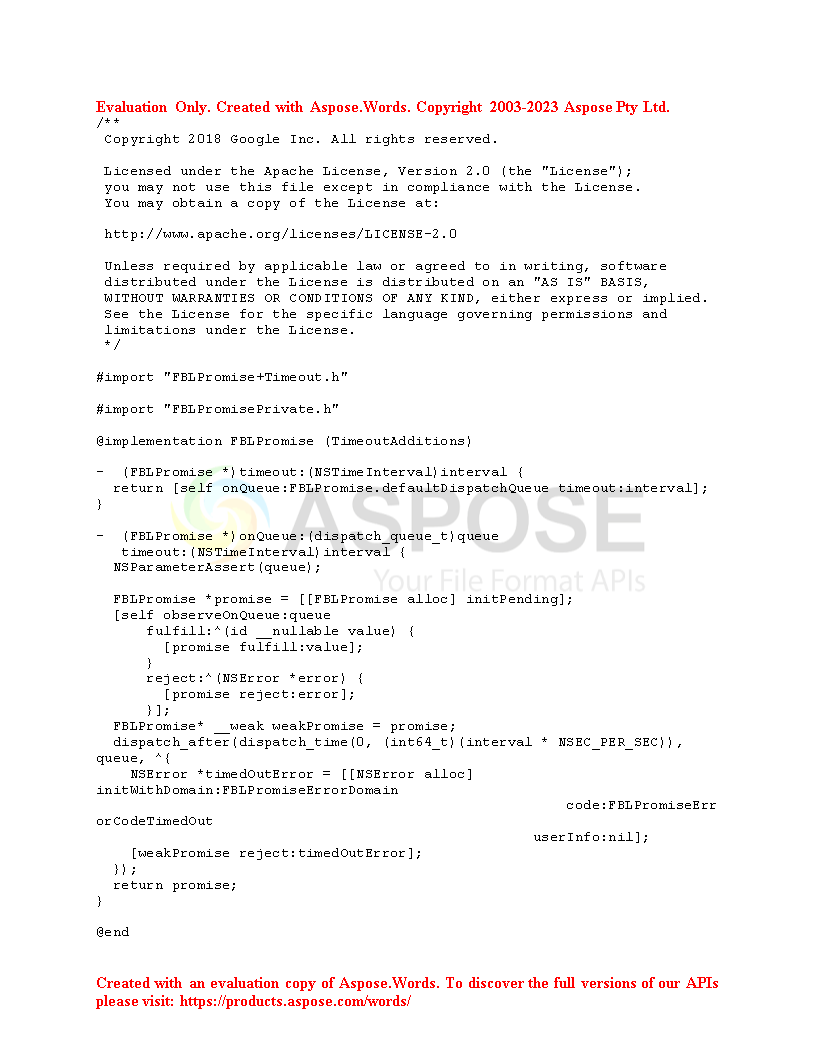 Evaluation Only. Created with Aspose.Words. Copyright 2003-2023 Aspose Pty Ltd.
/**
 Copyright 2018 Google Inc. All rights reserved.

 Licensed under the Apache License, Version 2.0 (the "License");
 you may not use this file except in compliance with the License.
 You may obtain a copy of the License at:

 http://www.apache.org/licenses/LICENSE-2.0

 Unless required by applicable law or agreed to in writing, software
 distributed under the License is distributed on an "AS IS" BASIS,
 WITHOUT WARRANTIES OR CONDITIONS OF ANY KIND, either express or implied.
 See the License for the specific language governing permissions and
 limitations under the License.
 */

#import "FBLPromise+Timeout.h"

#import "FBLPromisePrivate.h"

@implementation FBLPromise (TimeoutAdditions)

-  (FBLPromise *)timeout:(NSTimeInterval)interval {
  return [self onQueue:FBLPromise.defaultDispatchQueue timeout:interval];
}

ASPOSE
-  (FBLPromise *)onQueue:(dispatch_queue_t)queue
   timeout:(NSTimeInterval)interval {
  NSParameterAssert(queue);
Your File Format APIs

  FBLPromise *promise = [[FBLPromise alloc] initPending];
  [self observeOnQueue:queue
      fulfill:^(id __nullable value) {
        [promise fulfill:value];
      }
      reject:^(NSError *error) {
        [promise reject:error];
      }];
  FBLPromise* __weak weakPromise = promise;
  dispatch_after(dispatch_time(0, (int64_t)(interval * NSEC_PER_SEC)),
queue, ^{
    NSError *timedOutError = [[NSError alloc]
initWithDomain:FBLPromiseErrorDomain
                                                        code:FBLPromiseErr
orCodeTimedOut
                                                    userInfo:nil];
    [weakPromise reject:timedOutError];
  });
  return promise;
}

@end

Created with an evaluation copy of Aspose.Words. To discover the full versions of our APIs
please visit: https://products.aspose.com/words/